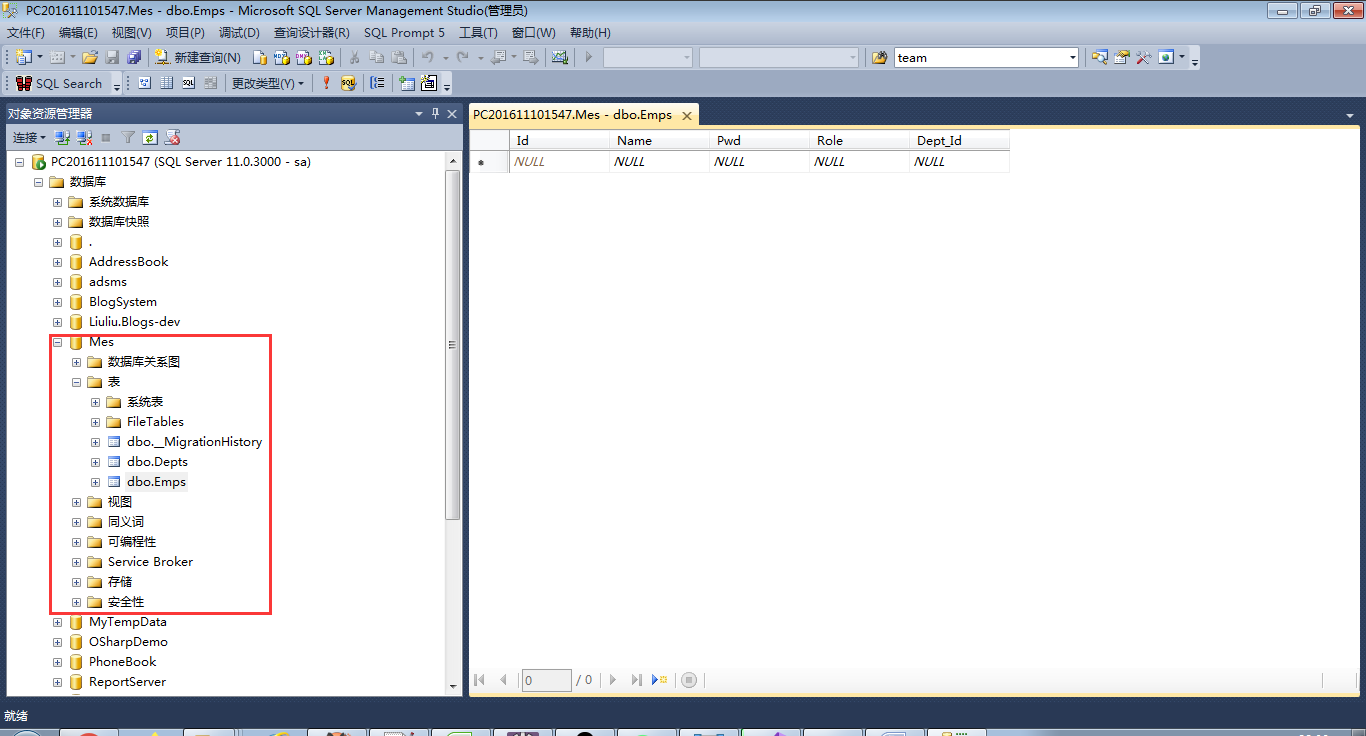 PC201611101547.Mes - dbo.Emps - Microsoft SQL Server Management Studio(管理员)
文件(F) 编辑(E) 视图(V) 项目(P) 调试(D) 查询设计器(R) SQL Prompt 5 工具(T) 窗口(W) 帮助(H)
新建查询(N) team
SQL Search 更改类型(Y)
对象资源管理器
连接
PC201611101547 (SQL Server 11.0.3000 - sa)
数据库
系统数据库
数据库快照
.
AddressBook
adsms
BlogSystem
Liuliu.Blogs-dev
Mes
数据库关系图
表
系统表
FileTables
dbo.__MigrationHistory
dbo.Depts
dbo.Emps
视图
同义词
可编程性
Service Broker
存储
安全性
MyTempData
OSharpDemo
PhoneBook
ReportServer
PC201611101547.Mes - dbo.Emps
Id Name Pwd Role Dept_Id
NULL NULL NULL NULL NULL
0 / 0
就绪